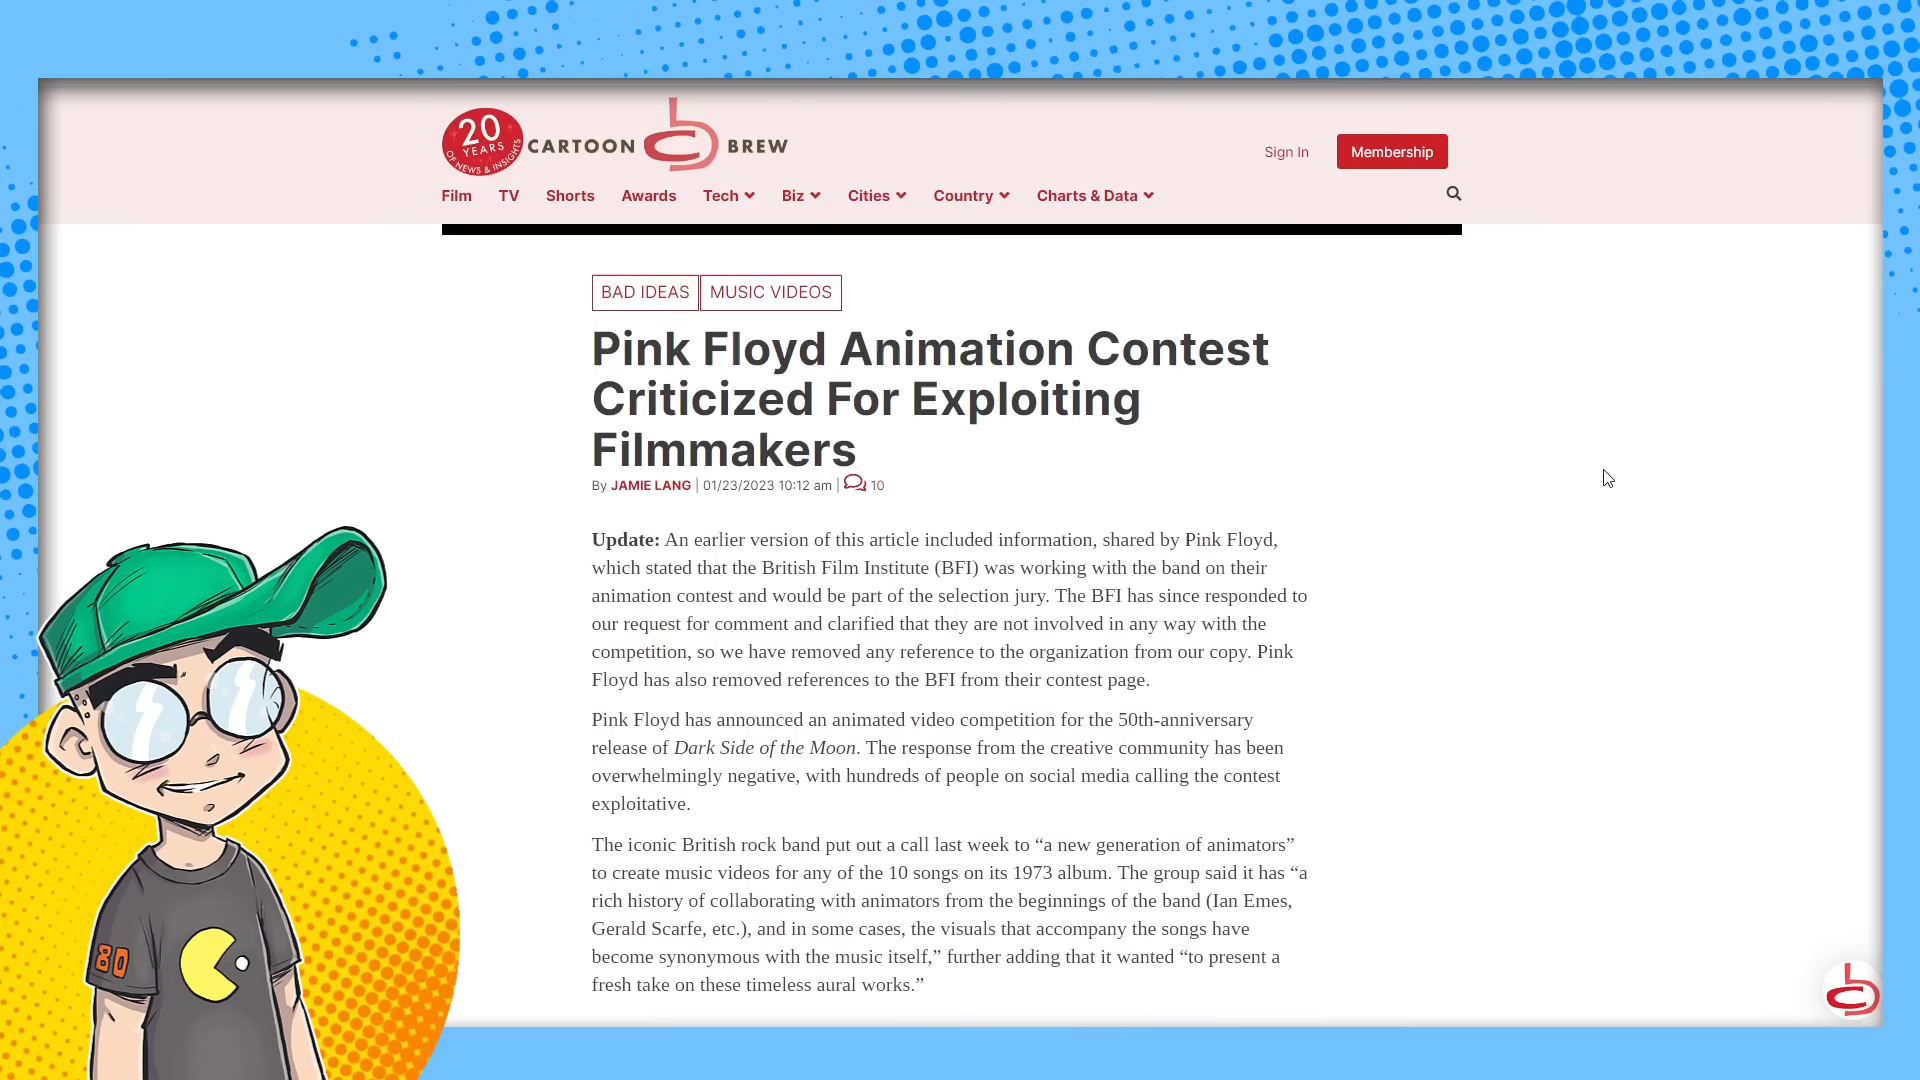 20
YEARS
OF NEWS & INSIGHTS
CARTOON BREW
Sign In
Membership
Film TV Shorts Awards Tech Biz Cities Country Charts & Data
BAD IDEAS MUSIC VIDEOS
Pink Floyd Animation Contest
Criticized For Exploiting
Filmmakers
By JAMIE LANG | 01/23/2023 10:12 am | 10
Update: An earlier version of this article included information, shared by Pink Floyd,
which stated that the British Film Institute (BFI) was working with the band on their
animation contest and would be part of the selection jury. The BFI has since responded to
our request for comment and clarified that they are not involved in any way with the
competition, so we have removed any reference to the organization from our copy. Pink
Floyd has also removed references to the BFI from their contest page.
Pink Floyd has announced an animated video competition for the 50th-anniversary
release of Dark Side of the Moon. The response from the creative community has been
overwhelmingly negative, with hundreds of people on social media calling the contest
exploitative.
The iconic British rock band put out a call last week to “a new generation of animators”
to create music videos for any of the 10 songs on its 1973 album. The group said it has “a
rich history of collaborating with animators from the beginnings of the band (Ian Emes,
Gerald Scarfe, etc.), and in some cases, the visuals that accompany the songs have
become synonymous with the music itself,” further adding that it wanted “to present a
fresh take on these timeless aural works.”
80